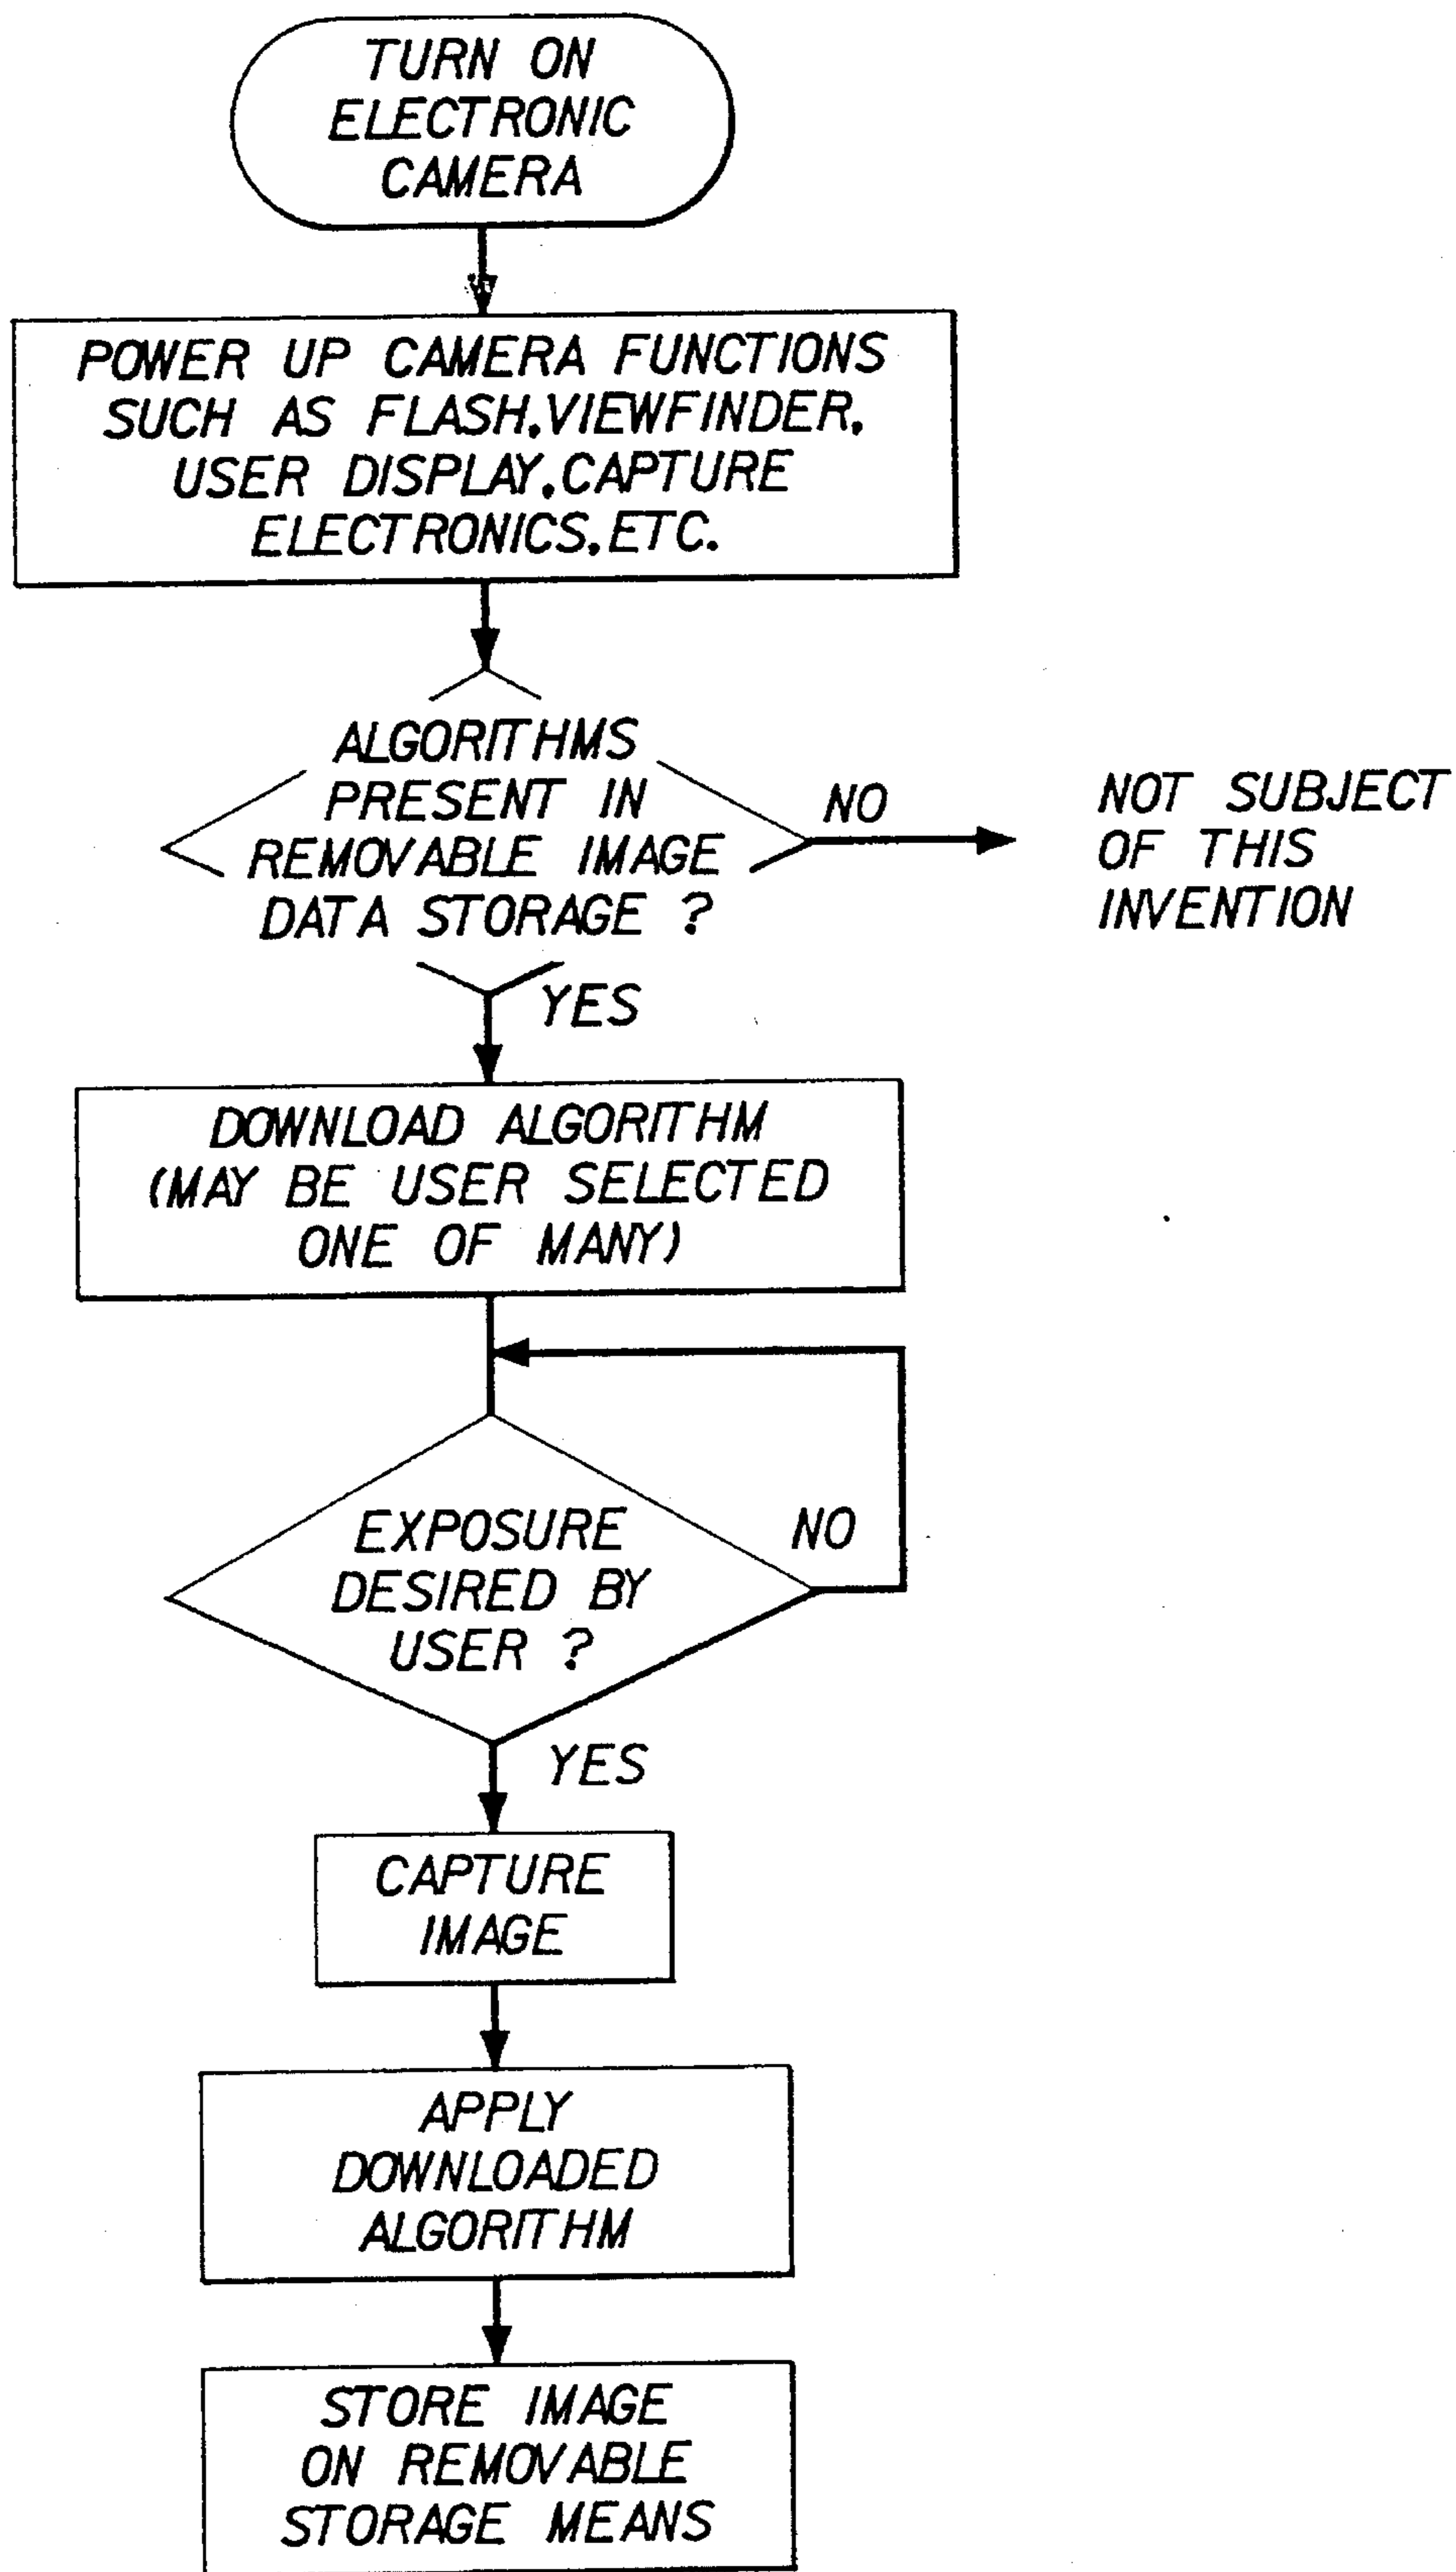 TURN ON
ELECTRONIC
CAMERA
POWER UP CAMERA FUNCTIONS
SUCH AS FLASH,VIEWFINDER,
USER DISPLAY,CAPTURE
ELECTRONICS,ETC.
ALGORITHMS
PRESENT IN
REMOVABLE IMAGE
DATA STORAGE ?
NO
NOT SUBJECT
OF THIS
INVENTION
YES
DOWNLOAD ALGORITHM
(MAY BE USER SELECTED
ONE OF MANY)
EXPOSURE
DESIRED BY
USER ?
NO
YES
CAPTURE
IMAGE
APPLY
DOWNLOADED
ALGORITHM
STORE IMAGE
ON REMOVABLE
STORAGE MEANS